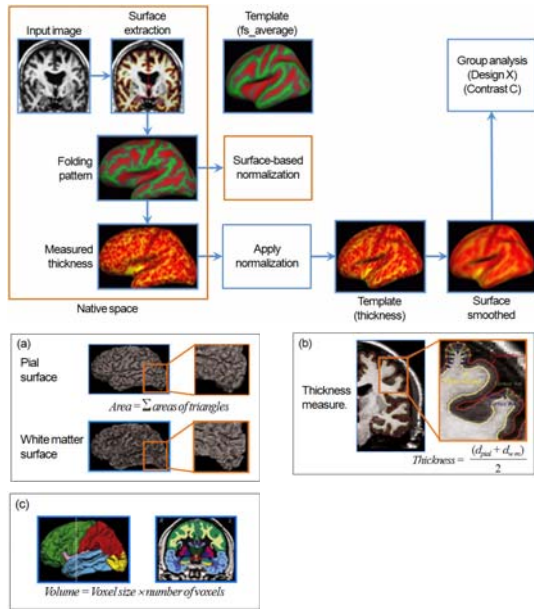 Input image
Surface
extraction
Template
(fs_average)
Group analysis
(Design X)
(Contrast C)
Folding
pattern
Surface-based
normalization
Measured
thickness
Apply
normalization
Native space
Template
(thickness)
Surface
smoothed
(a)
Pial
surface
Area = ∑ areas of triangles
White matter
surface
(b)
Thickness
measure.
Thickness = (d_pial + d_wm) / 2
(c)
Volume = Voxel size × number of voxels